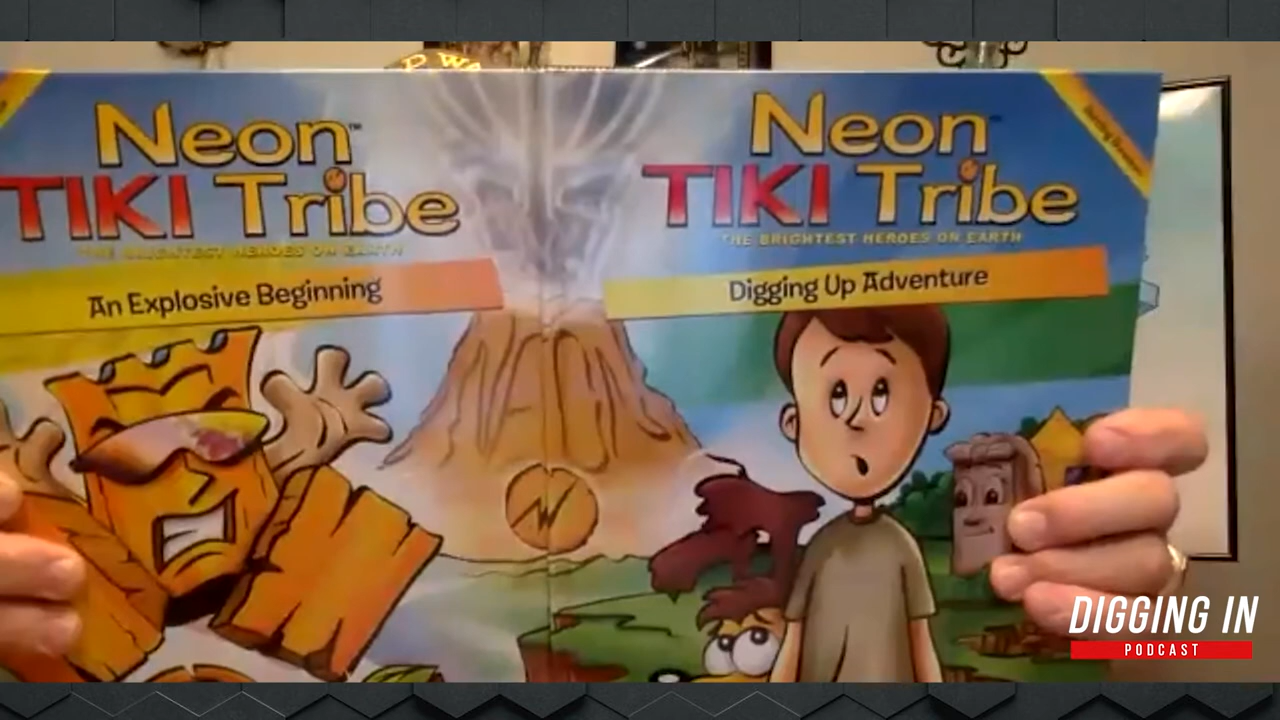 Neon™
TIKI Tribe
THE BRIGHTEST HEROES ON EARTH
An Explosive Beginning
Neon
TIKI Tribe
THE BRIGHTEST HEROES ON EARTH
Digging Up Adventure
N
DIGGING IN
PODCAST